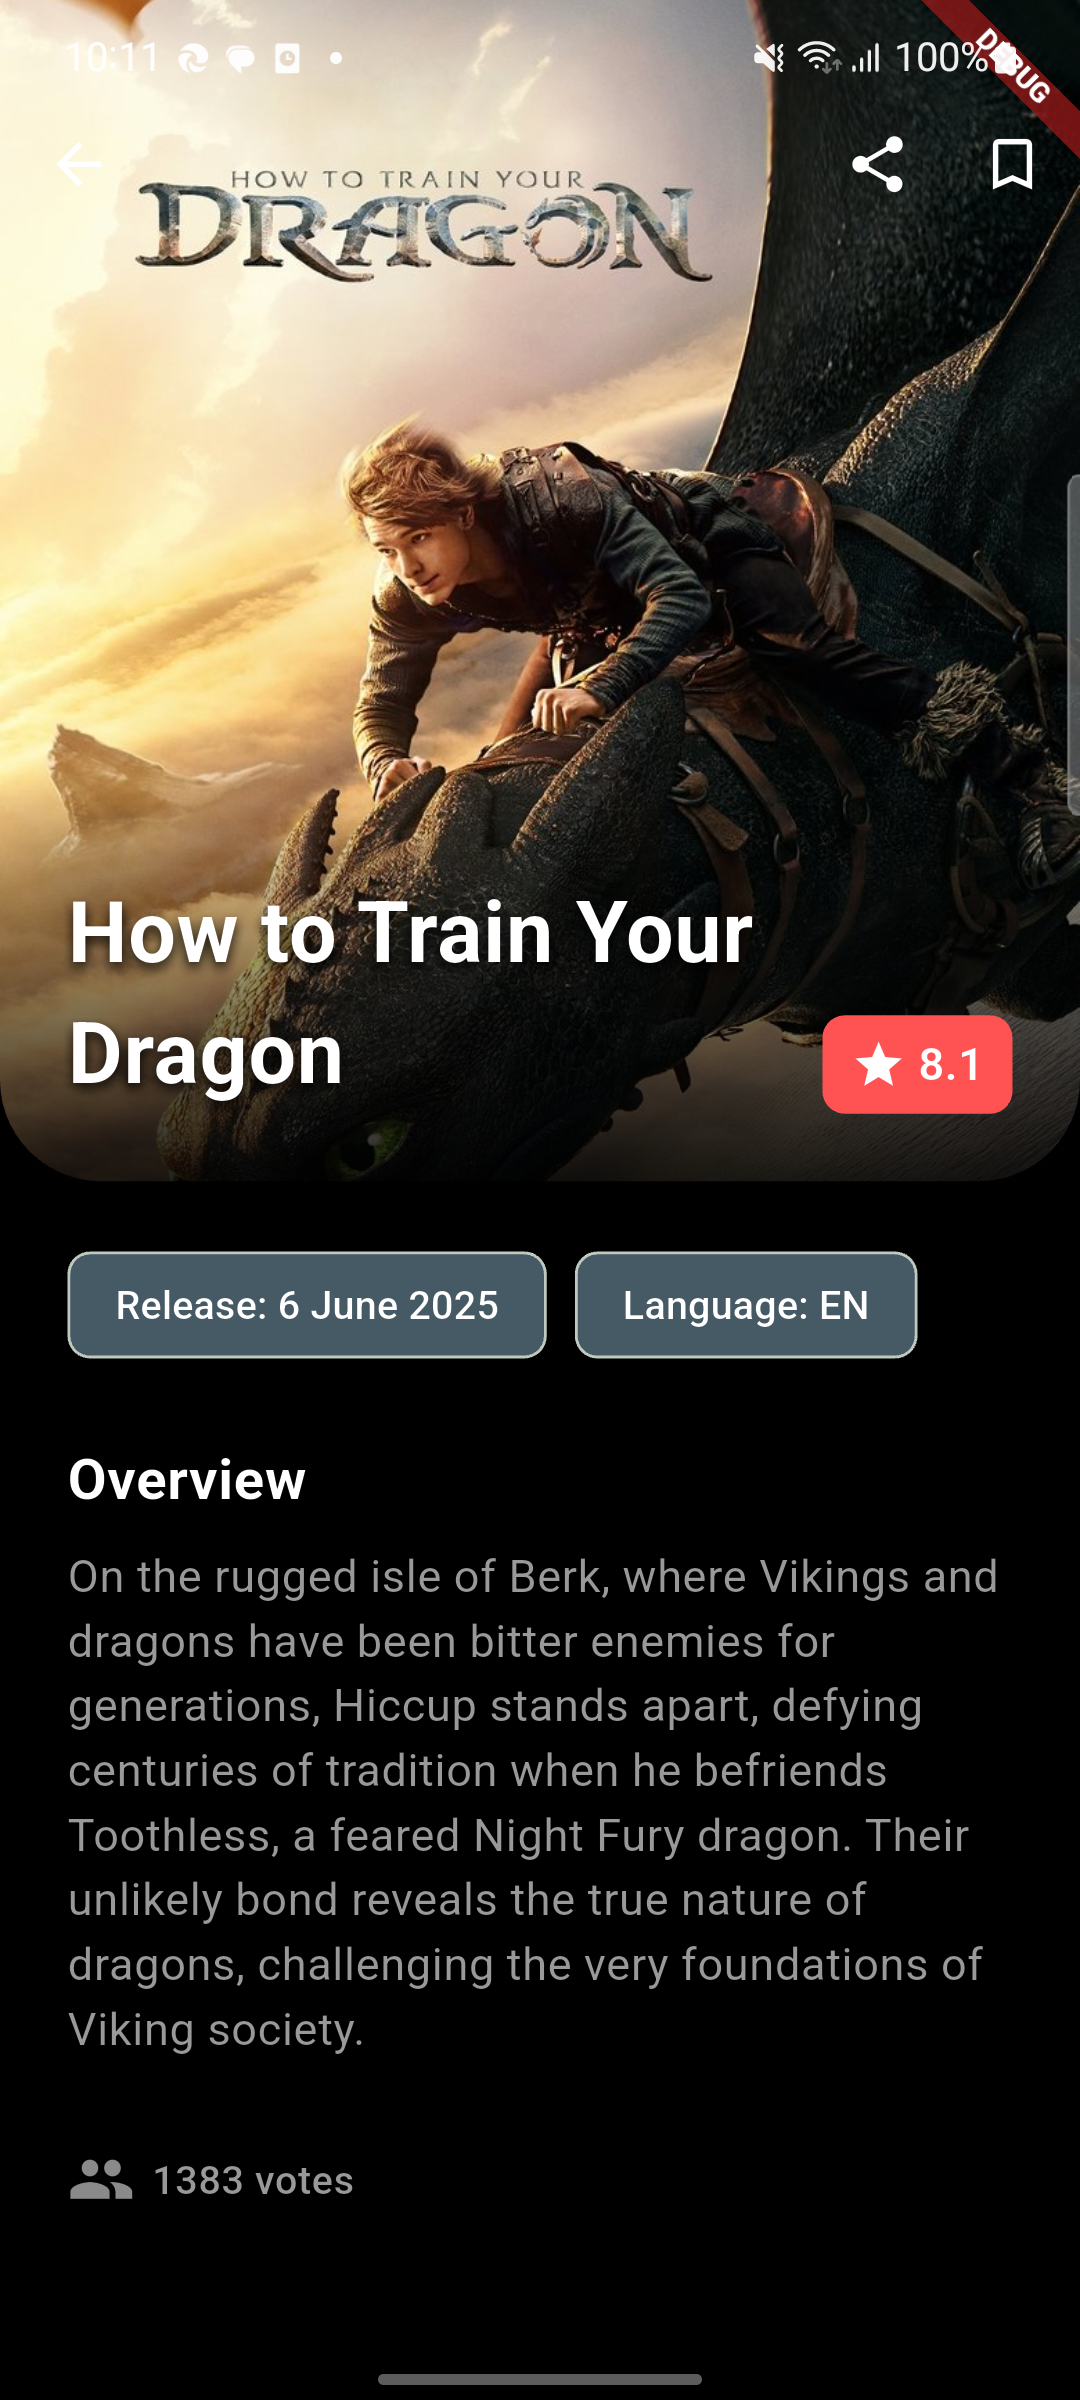 10:11
100%
DEBUG
HOW TO TRAIN YOUR
DRAGON
How to Train Your
Dragon
8.1
Release: 6 June 2025
Language: EN
Overview
On the rugged isle of Berk, where Vikings and
dragons have been bitter enemies for
generations, Hiccup stands apart, defying
centuries of tradition when he befriends
Toothless, a feared Night Fury dragon. Their
unlikely bond reveals the true nature of
dragons, challenging the very foundations of
Viking society.
1383 votes